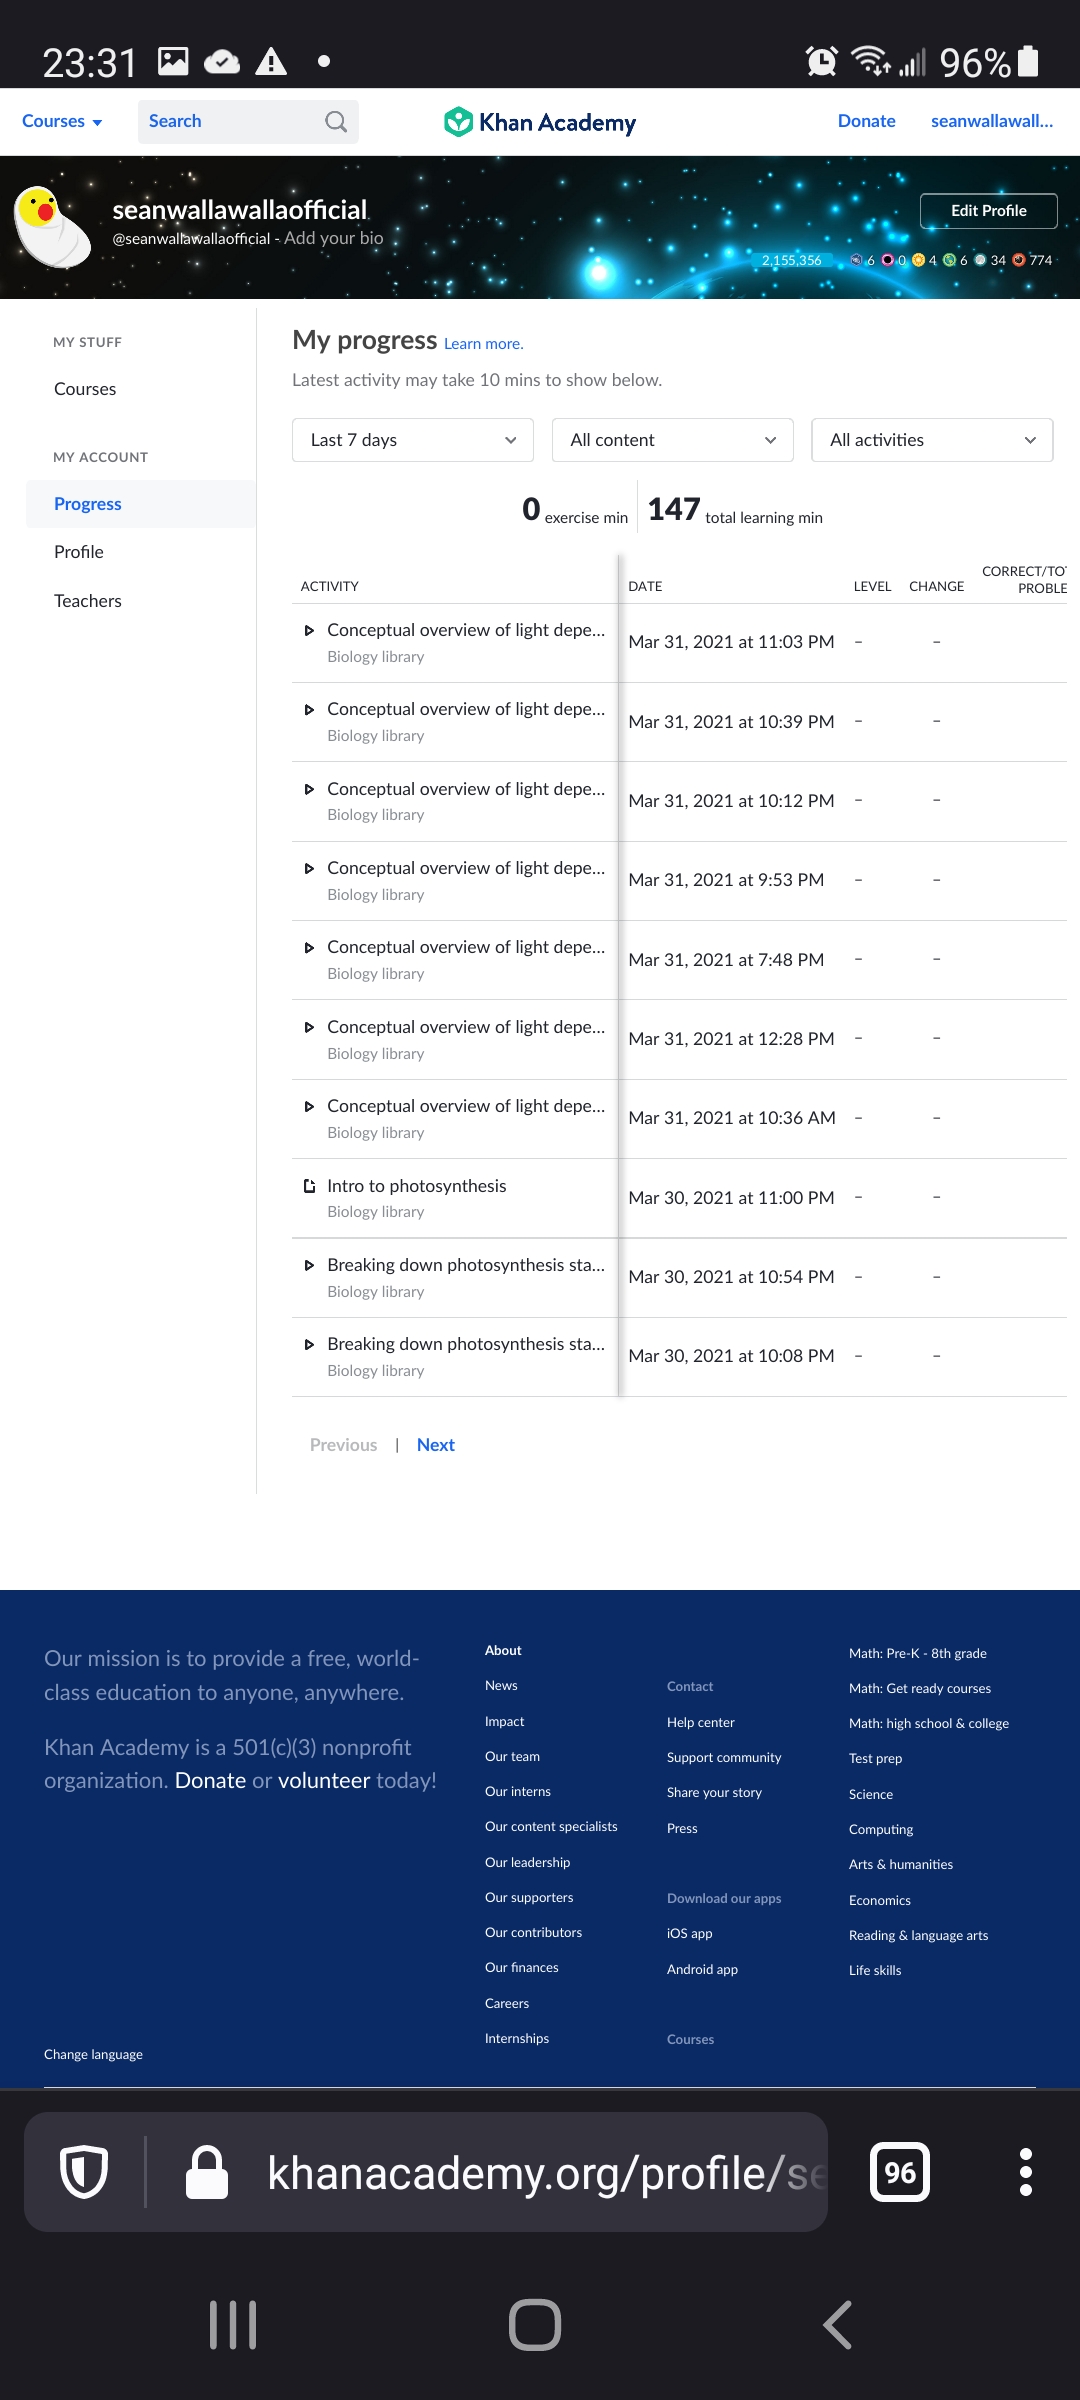 23:31 96%
Courses Search Khan Academy Donate seanwallawall...
seanwallawallaofficial
@seanwallawallaofficial - Add your bio
Edit Profile
2,155,356 6 0 4 6 34 774
MY STUFF
Courses
MY ACCOUNT
Progress
Profile
Teachers
My progress Learn more.
Latest activity may take 10 mins to show below.
Last 7 days All content All activities
0 exercise min 147 total learning min
ACTIVITY DATE LEVEL CHANGE CORRECT/TO
PROBLE
Conceptual overview of light depe...
Biology library
Mar 31, 2021 at 11:03 PM – –
Conceptual overview of light depe...
Biology library
Mar 31, 2021 at 10:39 PM – –
Conceptual overview of light depe...
Biology library
Mar 31, 2021 at 10:12 PM – –
Conceptual overview of light depe...
Biology library
Mar 31, 2021 at 9:53 PM – –
Conceptual overview of light depe...
Biology library
Mar 31, 2021 at 7:48 PM – –
Conceptual overview of light depe...
Biology library
Mar 31, 2021 at 12:28 PM – –
Conceptual overview of light depe...
Biology library
Mar 31, 2021 at 10:36 AM – –
Intro to photosynthesis
Biology library
Mar 30, 2021 at 11:00 PM – –
Breaking down photosynthesis sta...
Biology library
Mar 30, 2021 at 10:54 PM – –
Breaking down photosynthesis sta...
Biology library
Mar 30, 2021 at 10:08 PM – –
Previous | Next
Our mission is to provide a free, world-
class education to anyone, anywhere.
Khan Academy is a 501(c)(3) nonprofit
organization. Donate or volunteer today!
Change language
About
News
Impact
Our team
Our interns
Our content specialists
Our leadership
Our supporters
Our contributors
Our finances
Careers
Internships
Contact
Help center
Support community
Share your story
Press
Download our apps
iOS app
Android app
Courses
Math: Pre-K - 8th grade
Math: Get ready courses
Math: high school & college
Test prep
Science
Computing
Arts & humanities
Economics
Reading & language arts
Life skills
khanacademy.org/profile/se
96